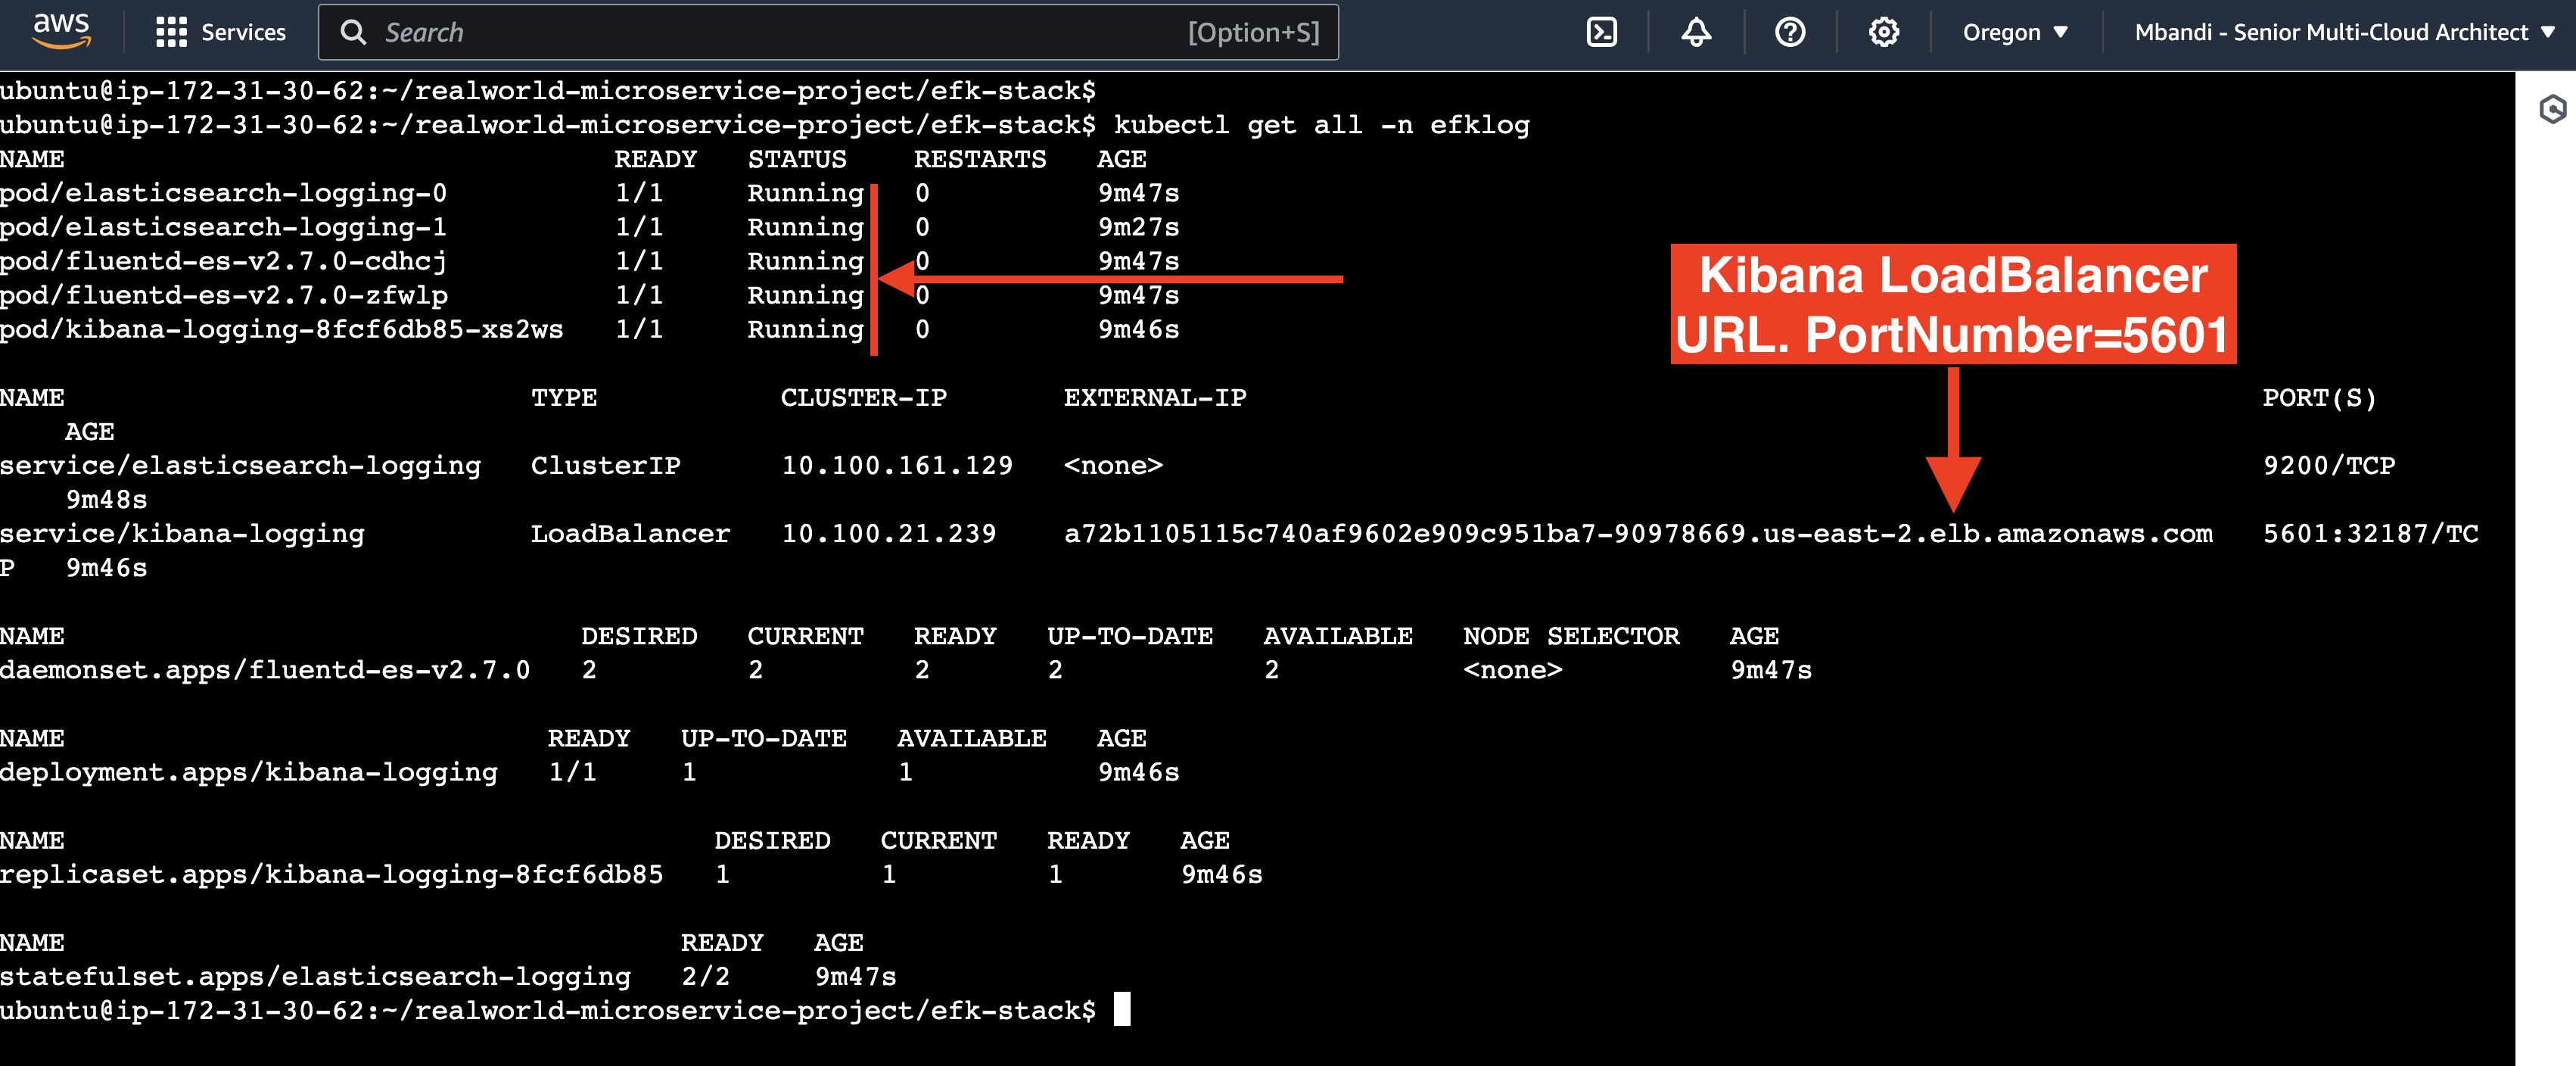 aws Services Search [Option+S] Oregon Mbandi - Senior Multi-Cloud Architect
ubuntu@ip-172-31-30-62:~/realworld-microservice-project/efk-stack$
ubuntu@ip-172-31-30-62:~/realworld-microservice-project/efk-stack$ kubectl get all -n efklog
NAME READY STATUS RESTARTS AGE
pod/elasticsearch-logging-0 1/1 Running 0 9m47s
pod/elasticsearch-logging-1 1/1 Running 0 9m27s
pod/fluentd-es-v2.7.0-cdhcj 1/1 Running 0 9m47s
pod/fluentd-es-v2.7.0-zfwlp 1/1 Running 0 9m47s
pod/kibana-logging-8fcf6db85-xs2ws 1/1 Running 0 9m46s
Kibana LoadBalancer
URL. PortNumber=5601
NAME TYPE CLUSTER-IP EXTERNAL-IP PORT(S)
AGE
service/elasticsearch-logging ClusterIP 10.100.161.129 <none> 9200/TCP
9m48s
service/kibana-logging LoadBalancer 10.100.21.239 a72b1105115c740af9602e909c951ba7-90978669.us-east-2.elb.amazonaws.com 5601:32187/TC
P 9m46s
NAME DESIRED CURRENT READY UP-TO-DATE AVAILABLE NODE SELECTOR AGE
daemonset.apps/fluentd-es-v2.7.0 2 2 2 2 2 <none> 9m47s
NAME READY UP-TO-DATE AVAILABLE AGE
deployment.apps/kibana-logging 1/1 1 1 9m46s
NAME DESIRED CURRENT READY AGE
replicaset.apps/kibana-logging-8fcf6db85 1 1 1 9m46s
NAME READY AGE
statefulset.apps/elasticsearch-logging 2/2 9m47s
ubuntu@ip-172-31-30-62:~/realworld-microservice-project/efk-stack$